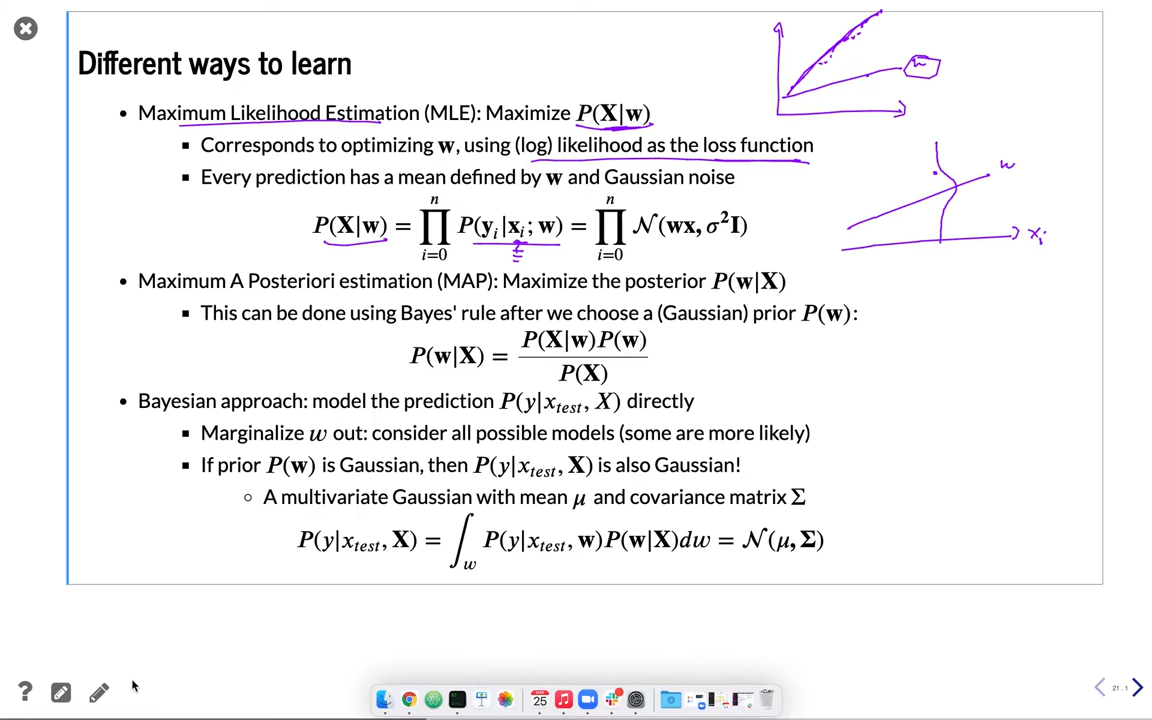 Different ways to learn
• Maximum Likelihood Estimation (MLE): Maximize P(X|w)
▪ Corresponds to optimizing w, using (log) likelihood as the loss function
▪ Every prediction has a mean defined by w and Gaussian noise
P(X|w) = ∏_{i=0}^{n} P(y_i|x_i; w) = ∏_{i=0}^{n} 𝒩(wx, σ²I)
• Maximum A Posteriori estimation (MAP): Maximize the posterior P(w|X)
▪ This can be done using Bayes' rule after we choose a (Gaussian) prior P(w):
P(w|X) = P(X|w)P(w) / P(X)
• Bayesian approach: model the prediction P(y|x_test, X) directly
▪ Marginalize w out: consider all possible models (some are more likely)
▪ If prior P(w) is Gaussian, then P(y|x_test, X) is also Gaussian!
◦ A multivariate Gaussian with mean μ and covariance matrix Σ
P(y|x_test, X) = ∫_w P(y|x_test, w)P(w|X)dw = 𝒩(μ, Σ)
w
w
x_i
?
25
21.1